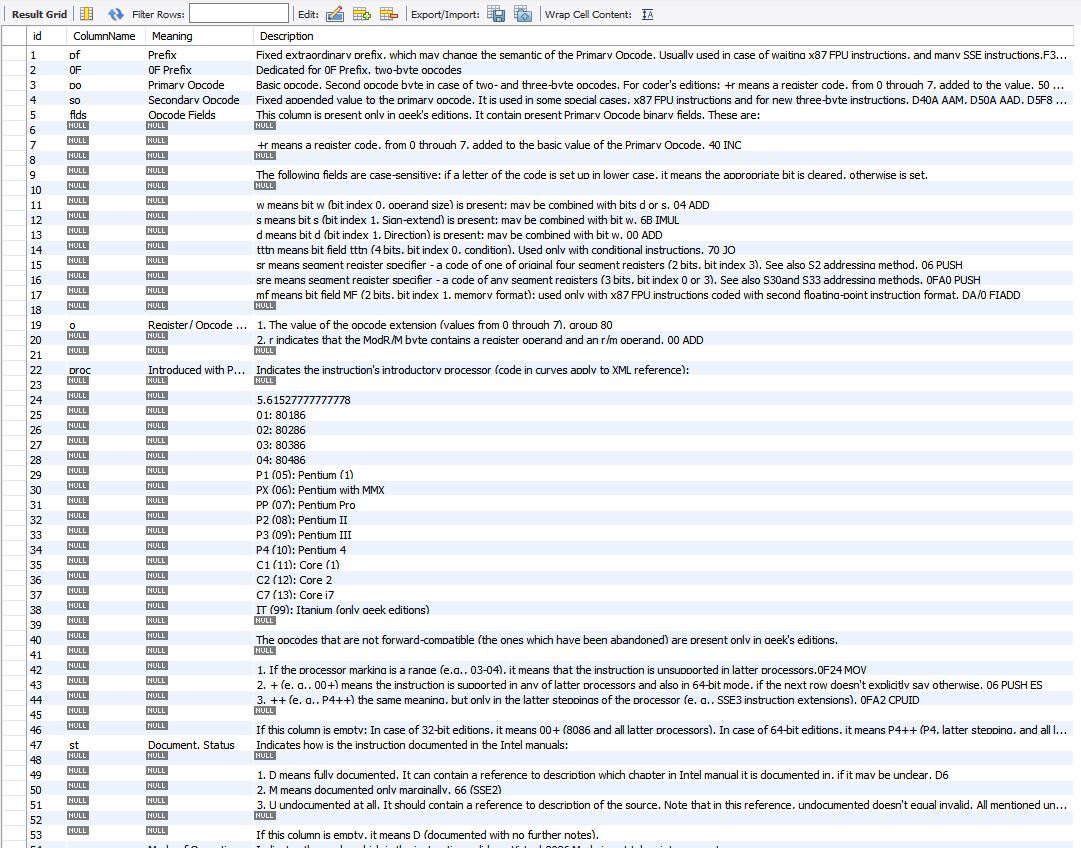 Result Grid Filter Rows: Edit: Export/Import: Wrap Cell Content:
id ColumnName Meaning Description
1 pf Prefix Fixed extraordinary prefix, which may change the semantic of the Primary Opcode. Usually used in case of waiting x87 FPU instructions, and many SSE instructions.F3...
2 0F 0F Prefix Dedicated for 0F Prefix, two-byte opcodes
3 po Primary Opcode Basic opcode. Second opcode byte in case of two- and three-byte opcodes. For coder's editions: +r means a register code, from 0 through 7, added to the value. 50 ...
4 so Secondary Opcode Fixed appended value to the primary opcode. It is used in some special cases, x87 FPU instructions and for new three-byte instructions. D40A AAM, D50A AAD, D5F8 ...
5 flds Opcode Fields This column is present only in geek's editions. It contain present Primary Opcode binary fields. These are:
6 NULL NULL NULL
7 NULL NULL +r means a register code, from 0 through 7, added to the basic value of the Primary Opcode. 40 INC
8 NULL NULL NULL
9 NULL NULL The following fields are case-sensitive: if a letter of the code is set up in lower case, it means the appropriate bit is cleared, otherwise is set.
10 NULL NULL NULL
11 NULL NULL w means bit w (bit index 0, operand size) is present; may be combined with bits d or s. 04 ADD
12 NULL NULL s means bit s (bit index 1, Sign-extend) is present; may be combined with bit w. 6B IMUL
13 NULL NULL d means bit d (bit index 1, Direction) is present; may be combined with bit w. 00 ADD
14 NULL NULL tttn means bit field tttn (4 bits, bit index 0, condition). Used only with conditional instructions. 70 JO
15 NULL NULL sr means segment register specifier - a code of one of original four segment registers (2 bits, bit index 3). See also S2 addressing method. 06 PUSH
16 NULL NULL sre means segment register specifier - a code of any segment registers (3 bits, bit index 0 or 3). See also S30and S33 addressing methods. 0FA0 PUSH
17 NULL NULL mf means bit field MF (2 bits, bit index 1, memory format); used only with x87 FPU instructions coded with second floating-point instruction format. DA/0 FIADD
18 NULL NULL NULL
19 o Register/ Opcode ... 1. The value of the opcode extension (values from 0 through 7). group 80
20 NULL NULL 2. r indicates that the ModR/M byte contains a register operand and an r/m operand. 00 ADD
21 NULL NULL NULL
22 proc Introduced with P... Indicates the instruction's introductory processor (code in curves apply to XML reference):
23 NULL NULL NULL
24 NULL NULL 5.61527777777778
25 NULL NULL 01: 80186
26 NULL NULL 02: 80286
27 NULL NULL 03: 80386
28 NULL NULL 04: 80486
29 NULL NULL P1 (05): Pentium (1)
30 NULL NULL PX (06): Pentium with MMX
31 NULL NULL PP (07): Pentium Pro
32 NULL NULL P2 (08): Pentium II
33 NULL NULL P3 (09): Pentium III
34 NULL NULL P4 (10): Pentium 4
35 NULL NULL C1 (11): Core (1)
36 NULL NULL C2 (12): Core 2
37 NULL NULL C7 (13): Core i7
38 NULL NULL IT (99): Itanium (only geek editions)
39 NULL NULL NULL
40 NULL NULL The opcodes that are not forward-compatible (the ones which have been abandoned) are present only in geek's editions.
41 NULL NULL NULL
42 NULL NULL 1. If the processor marking is a range (e.g., 03-04), it means that the instruction is unsupported in latter processors.0F24 MOV
43 NULL NULL 2. + (e. g., 00+) means the instruction is supported in any of latter processors and also in 64-bit mode, if the next row doesn't explicitly say otherwise. 06 PUSH ES
44 NULL NULL 3. ++ (e. g., P4++) the same meaning, but only in the latter steppings of the processor (e. g., SSE3 instruction extensions). 0FA2 CPUID
45 NULL NULL NULL
46 NULL NULL If this column is empty: In case of 32-bit editions, it means 00+ (8086 and all latter processors). In case of 64-bit editions, it means P4++ (P4, latter stepping, and all l...
47 st Document. Status Indicates how is the instruction documented in the Intel manuals:
48 NULL NULL NULL
49 NULL NULL 1. D means fully documented. It can contain a reference to description which chapter in Intel manual it is documented in, if it may be unclear. D6
50 NULL NULL 2. M means documented only marginally. 66 (SSE2)
51 NULL NULL 3. U undocumented at all. It should contain a reference to description of the source. Note that in this reference, undocumented doesn't equal invalid. All mentioned un...
52 NULL NULL NULL
53 NULL NULL If this column is empty, it means D (documented with no further notes).